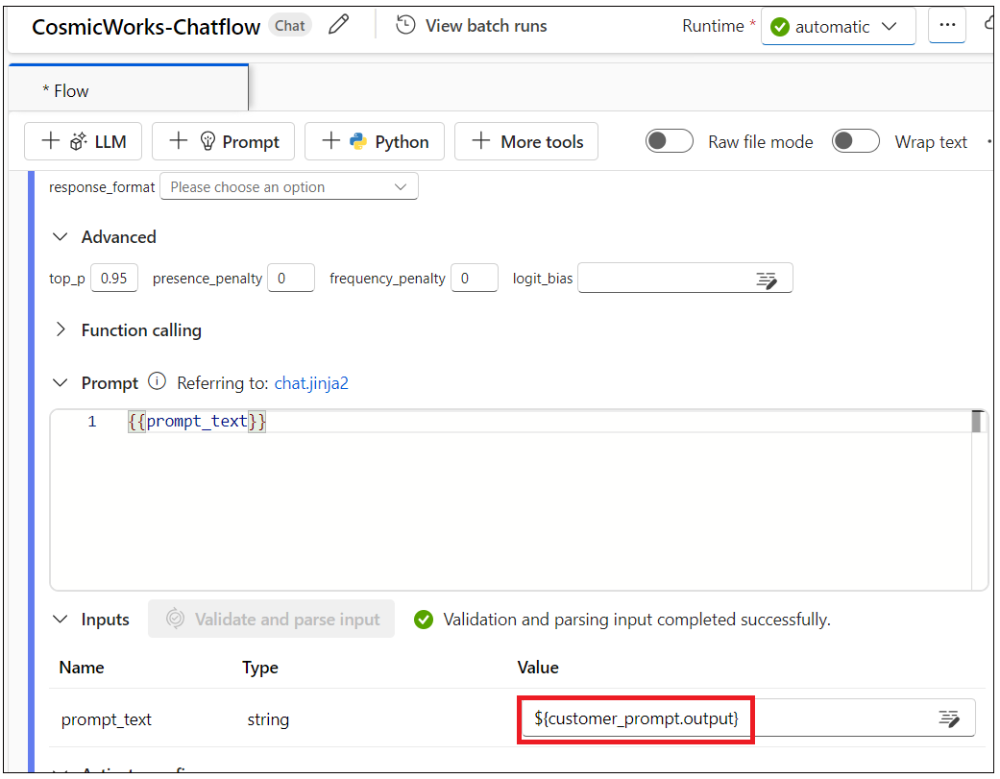 CosmicWorks-Chatflow Chat View batch runs Runtime * automatic ...
* Flow
+ LLM + Prompt + Python + More tools Raw file mode Wrap text
response_format Please choose an option
Advanced
top_p 0.95 presence_penalty 0 frequency_penalty 0 logit_bias
Function calling
Prompt Referring to: chat.jinja2
1 {{prompt_text}}
Inputs Validate and parse input Validation and parsing input completed successfully.
Name Type Value
prompt_text string ${customer_prompt.output}